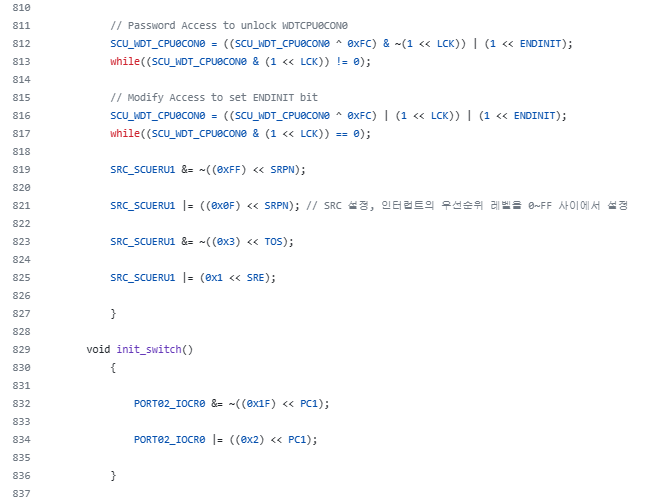 810
811 // Password Access to unlock WDTCPU0CON0
812 SCU_WDT_CPU0CON0 = ((SCU_WDT_CPU0CON0 ^ 0xFC) & ~(1 << LCK)) | (1 << ENDINIT);
813 while((SCU_WDT_CPU0CON0 & (1 << LCK)) != 0);
814
815 // Modify Access to set ENDINIT bit
816 SCU_WDT_CPU0CON0 = ((SCU_WDT_CPU0CON0 ^ 0xFC) | (1 << LCK)) | (1 << ENDINIT);
817 while((SCU_WDT_CPU0CON0 & (1 << LCK)) == 0);
818
819 SRC_SCUERU1 &= ~((0xFF) << SRPN);
820
821 SRC_SCUERU1 |= ((0x0F) << SRPN); // SRC 설정, 인터럽트의 우선순위 레벨을 0~FF 사이에서 설정
822
823 SRC_SCUERU1 &= ~((0x3) << TOS);
824
825 SRC_SCUERU1 |= (0x1 << SRE);
826
827 }
828
829 void init_switch()
830 {
831
832 PORT02_IOCR0 &= ~((0x1F) << PC1);
833
834 PORT02_IOCR0 |= ((0x2) << PC1);
835
836 }
837